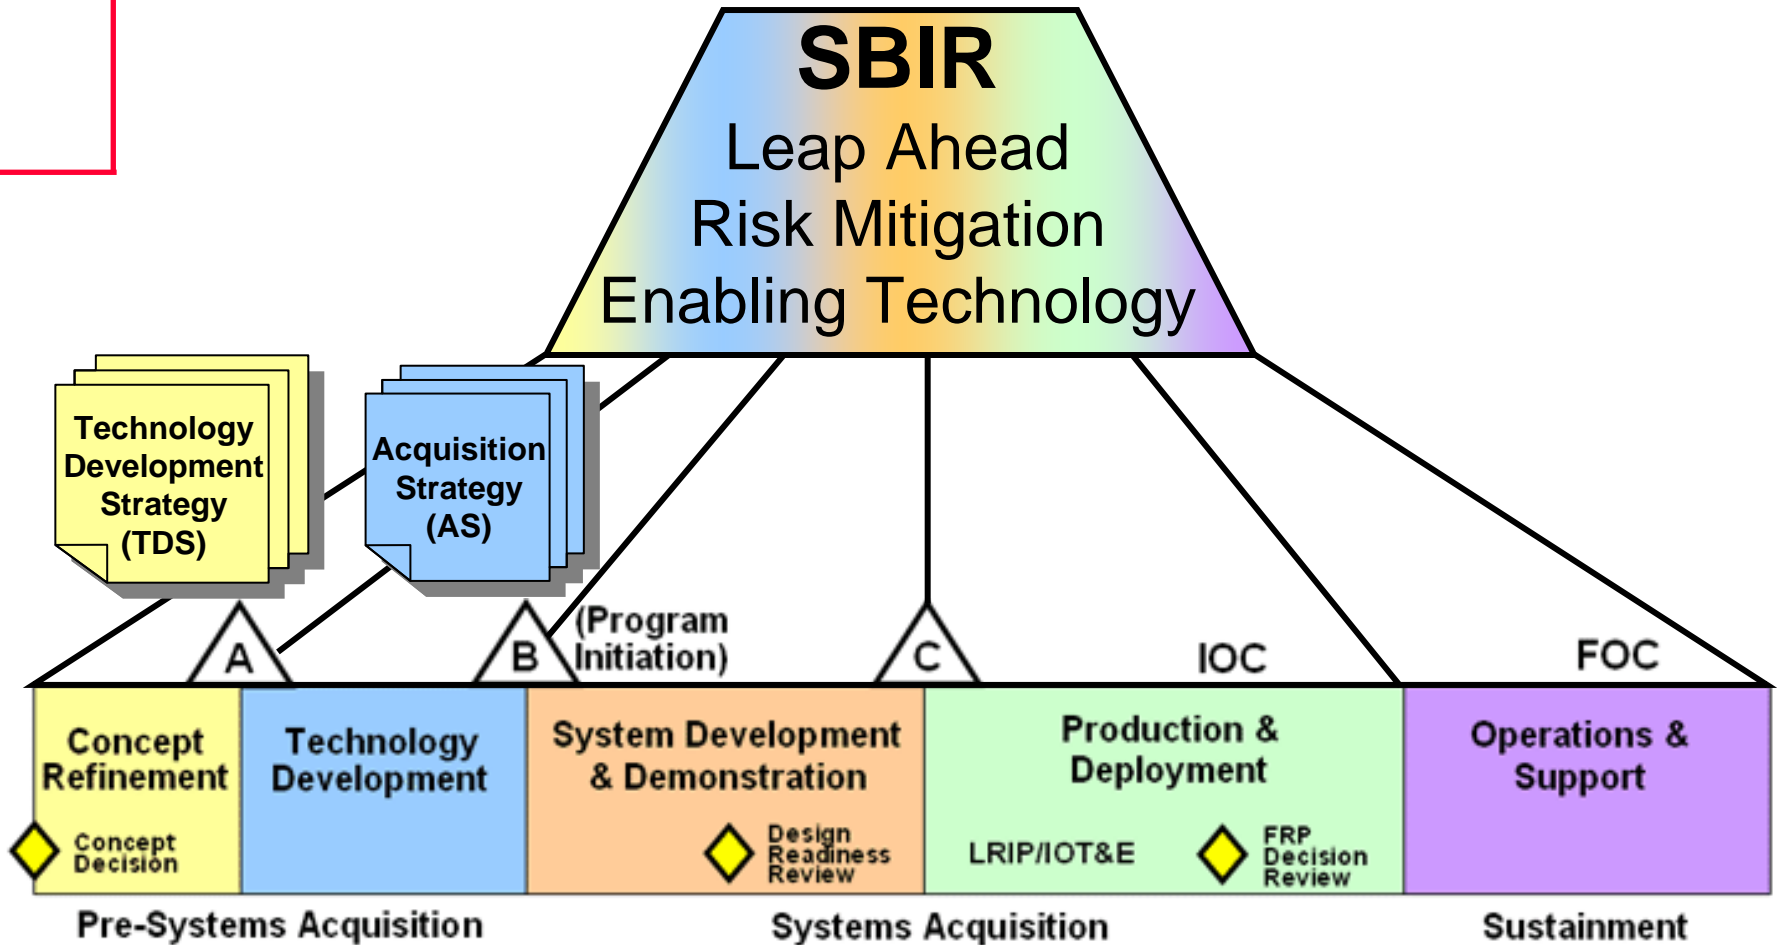 SBIR
Leap Ahead
Risk Mitigation
Enabling Technology
Technology
Development
Strategy
(TDS)
Acquisition
Strategy
(AS)
A
B
(Program
Initiation)
C
IOC
FOC
Concept
Refinement
Technology
Development
System Development
& Demonstration
Production &
Deployment
Operations &
Support
Concept
Decision
Design
Readiness
Review
LRIP/IOT&E
FRP
Decision
Review
Pre-Systems Acquisition
Systems Acquisition
Sustainment